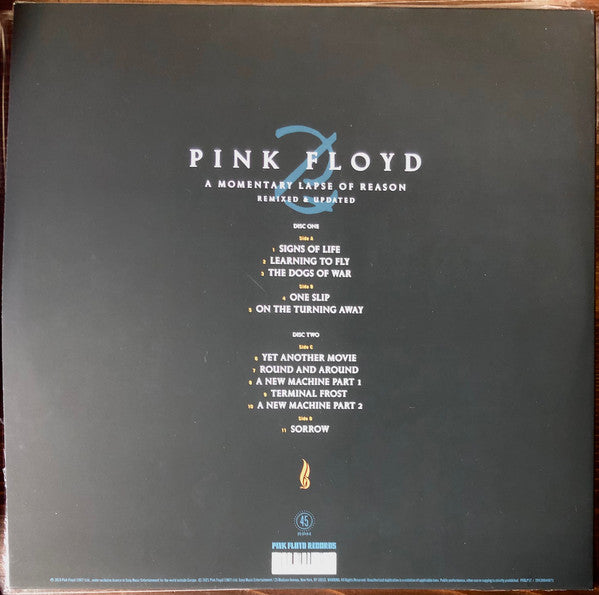 PINK FLOYD
A MOMENTARY LAPSE OF REASON
REMIXED & UPDATED
DISC ONE
Side A
1 SIGNS OF LIFE
2 LEARNING TO FLY
3 THE DOGS OF WAR
Side B
4 ONE SLIP
5 ON THE TURNING AWAY
DISC TWO
Side C
6 YET ANOTHER MOVIE
7 ROUND AND AROUND
8 A NEW MACHINE PART 1
9 TERMINAL FROST
10 A NEW MACHINE PART 2
Side D
11 SORROW
45
RPM
PINK FLOYD RECORDS